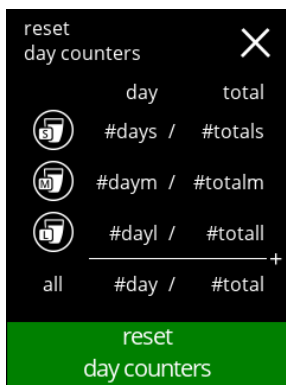 reset
day counters
day total
S #days / #totals
M #daym / #totalm
L #dayl / #totall
+
all #day / #total
reset
day counters